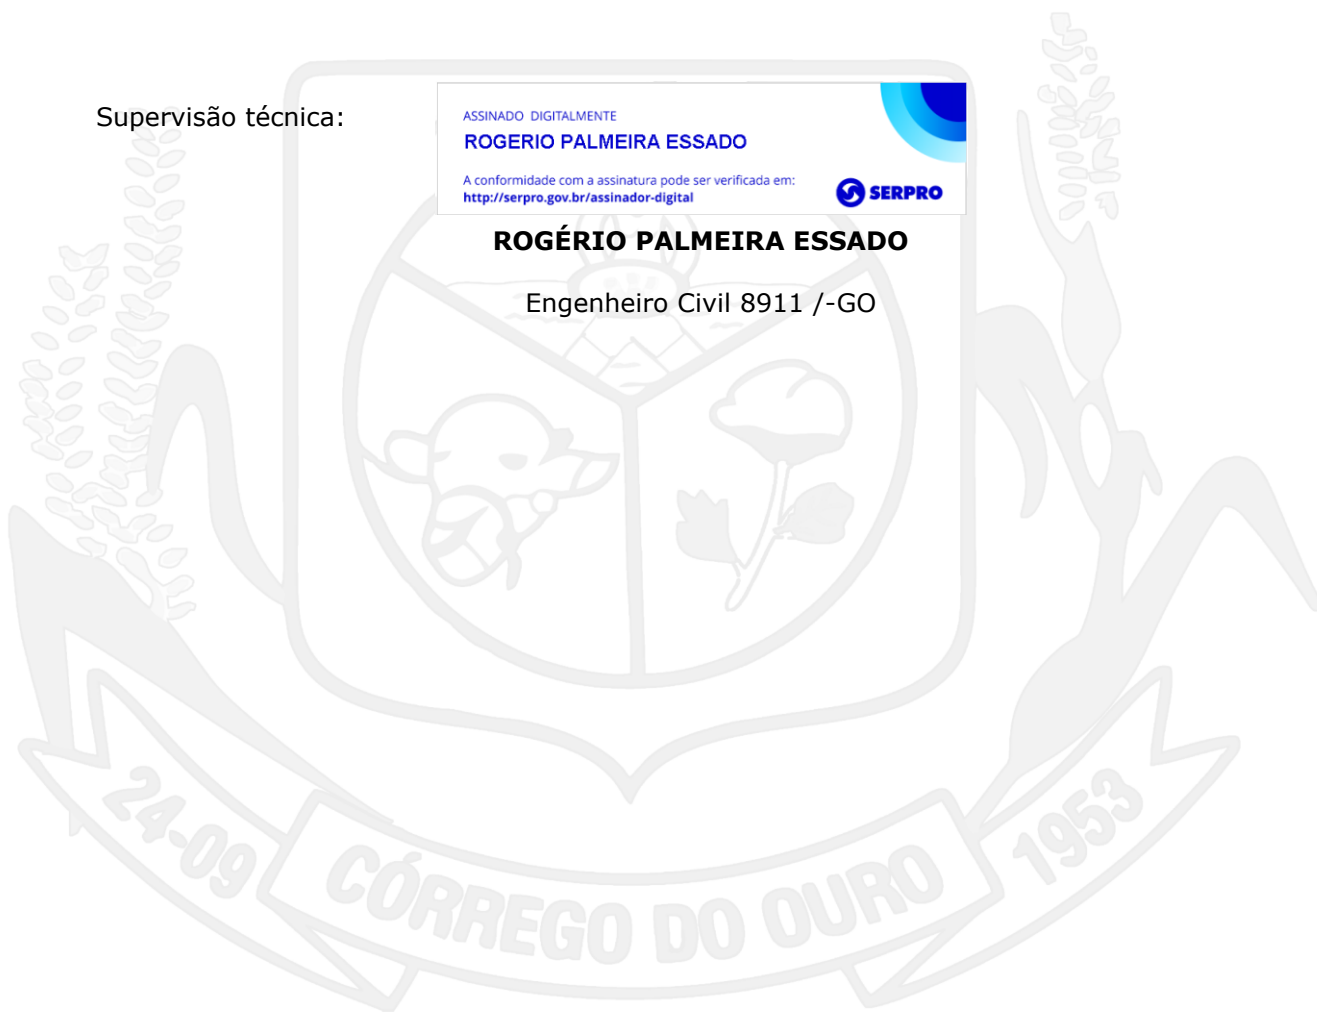 Supervisão técnica:
ASSINADO DIGITALMENTE
ROGERIO PALMEIRA ESSADO
A conformidade com a assinatura pode ser verificada em:
http://serpro.gov.br/assinador-digital
SERPRO
ROGÉRIO PALMEIRA ESSADO
Engenheiro Civil 8911 /-GO
24-09
CÓRREGO DO OURO
1953